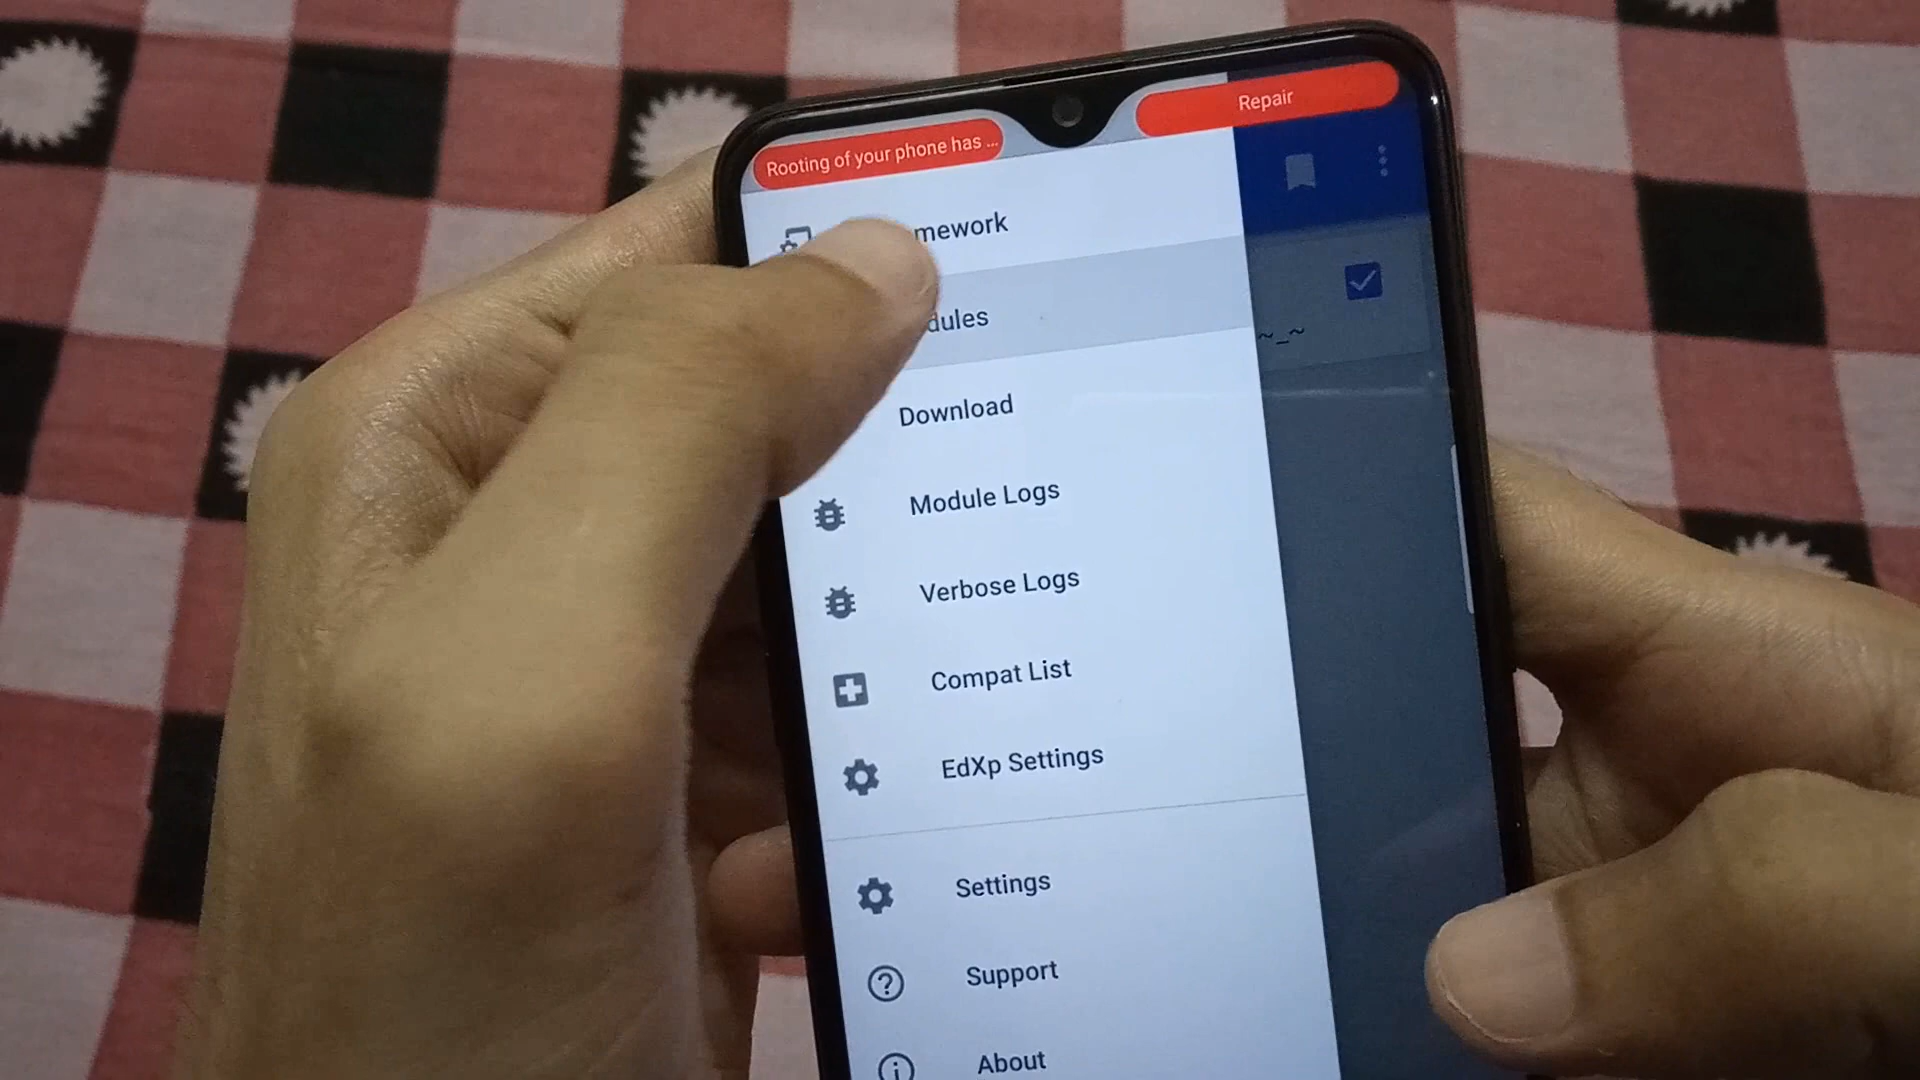 Rooting of your phone has ...
Repair
mework
dules
~_~
Download
Module Logs
Verbose Logs
Compat List
EdXp Settings
Settings
Support
About